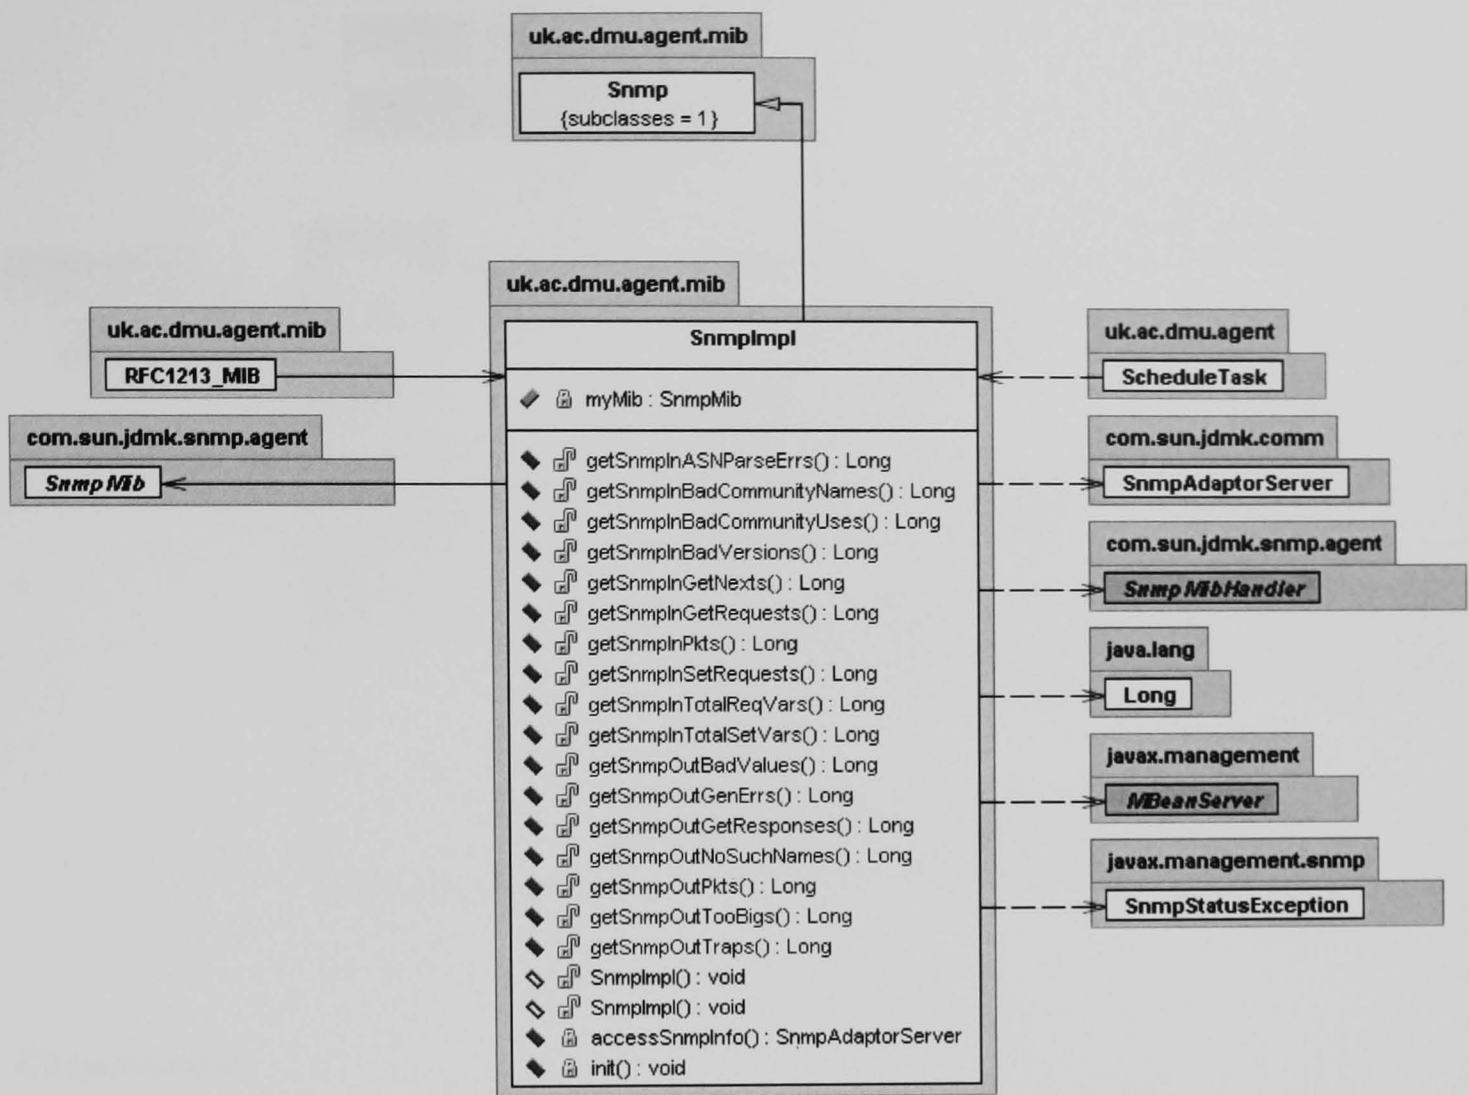 uk.ac.dmu.agent.mib
Snmp
{subclasses = 1}
uk.ac.dmu.agent.mib
RFC1213_MIB
com.sun.jdmk.snmp.agent
SnmpMib
uk.ac.dmu.agent.mib
SnmpImpl
myMib : SnmpMib
getSnmpInASNParseErrs() : Long
getSnmpInBadCommunityNames() : Long
getSnmpInBadCommunityUses() : Long
getSnmpInBadVersions() : Long
getSnmpInGetNexts() : Long
getSnmpInGetRequests() : Long
getSnmpInPkts() : Long
getSnmpInSetRequests() : Long
getSnmpInTotalReqVars() : Long
getSnmpInTotalSetVars() : Long
getSnmpOutBadValues() : Long
getSnmpOutGenErrs() : Long
getSnmpOutGetResponses() : Long
getSnmpOutNoSuchNames() : Long
getSnmpOutPkts() : Long
getSnmpOutTooBigs() : Long
getSnmpOutTraps() : Long
SnmpImpl() : void
SnmpImpl() : void
accessSnmpInfo() : SnmpAdaptorServer
init() : void
uk.ac.dmu.agent
ScheduleTask
com.sun.jdmk.comm
SnmpAdaptorServer
com.sun.jdmk.snmp.agent
SnmpMibHandler
java.lang
Long
javax.management
MBeanServer
javax.management.snmp
SnmpStatusException